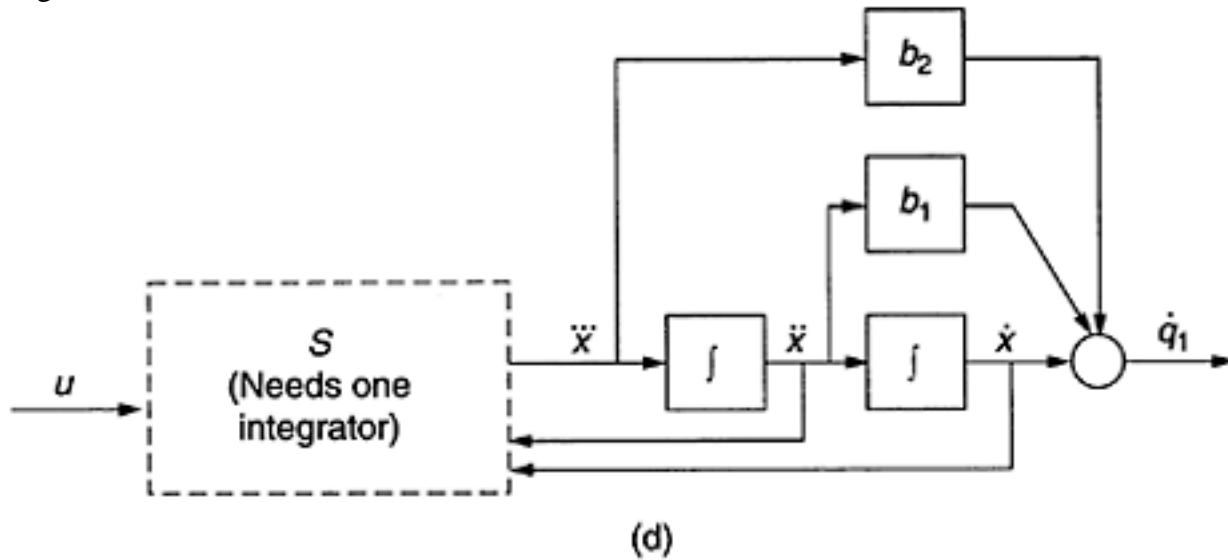 b₂
b₁
S
(Needs one
integrator)
u
x⃛
∫
ẍ
∫
ẋ
q̇₁
(d)